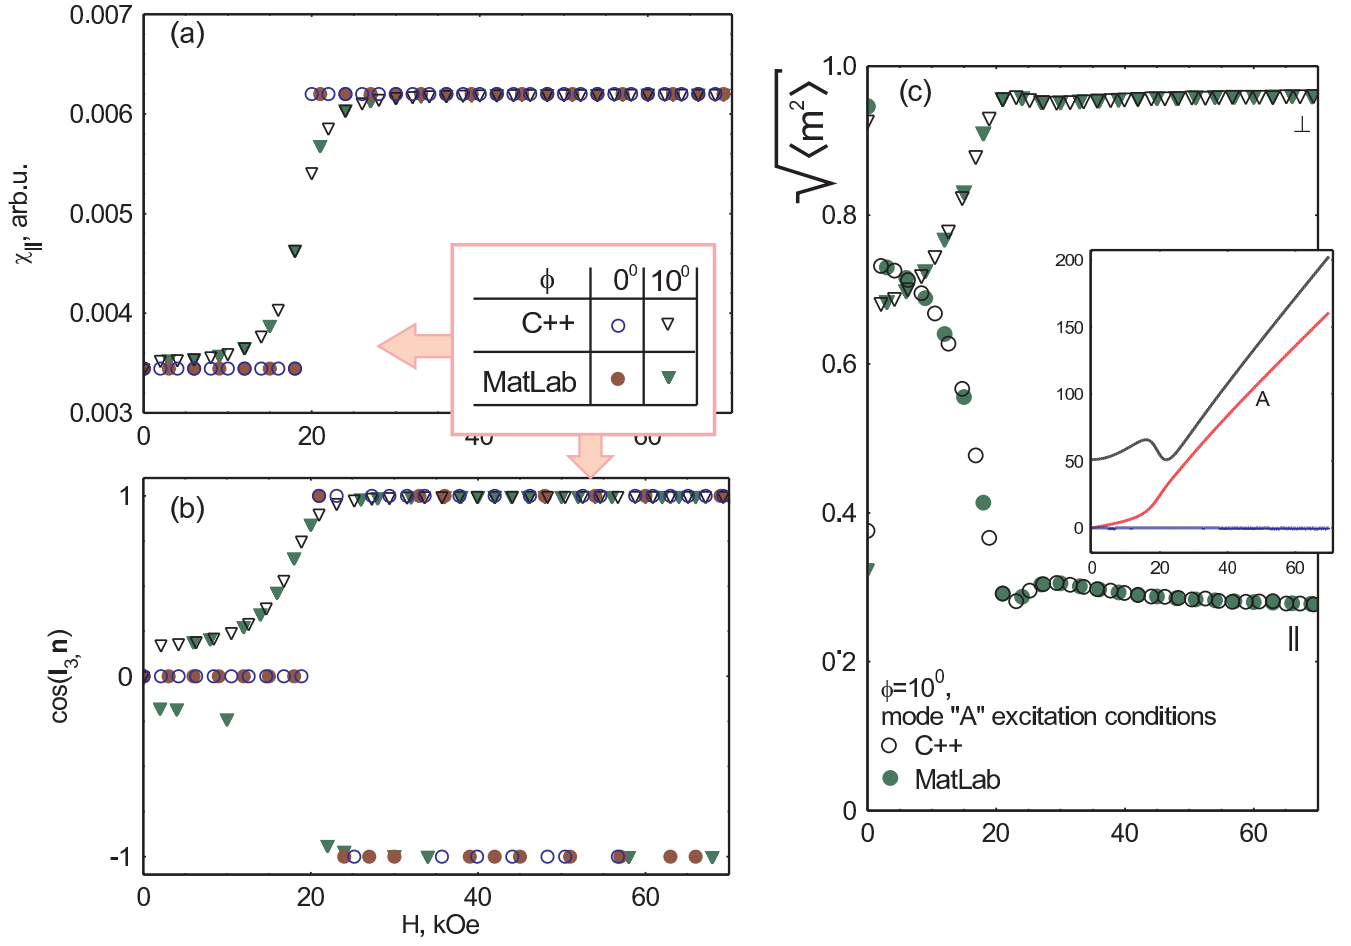 (a)
0.007
0.006
0.005
0.004
0.003
χ||, arb.u.
0
20
40
60
ϕ 0⁰ 10⁰
C++
MatLab
(b)
1
0
-1
cos(l₃,n)
0
20
40
60
H, kOe
(c)
√⟨m²⟩
1.0
0.8
0.6
0.4
0.2
0
⊥
||
ϕ=10⁰,
mode "A" excitation conditions
C++
MatLab
0
20
40
60
200
150
100
50
0
A
0
20
40
60